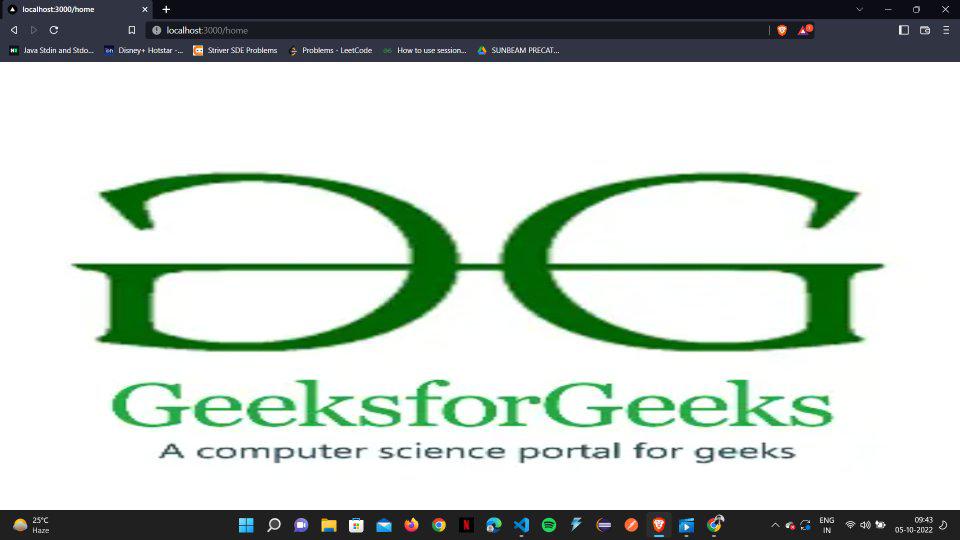 localhost:3000/home
localhost:3000/home
Java Stdin and Stdo...
Disney+ Hotstar -...
Striver SDE Problems
Problems - LeetCode
How to use session...
SUNBEAM PRECAT...
GeeksforGeeks
A computer science portal for geeks
25°C
Haze
ENG
IN
09:43
05-10-2022